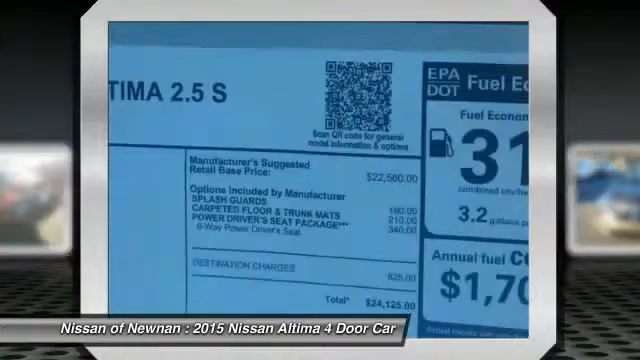 TIMA 2.5 S
Scan QR code for general
model information & options
EPA
DOT
Fuel Ec
Fuel Econom
31
combined
3.2 gallons p
Manufacturer's Suggested
Retail Base Price: $22,560.00
Options Included by Manufacturer
SPLASH GUARDS 180.00
CARPETED FLOOR & TRUNK MATS 210.00
POWER DRIVER'S SEAT PACKAGE*** 340.00
6-Way Power Driver's Seat
DESTINATION CHARGES 825.00
Total* $24,125.00
Annual fuel CO
$1,70
Nissan of Newnan : 2015 Nissan Altima 4 Door Car